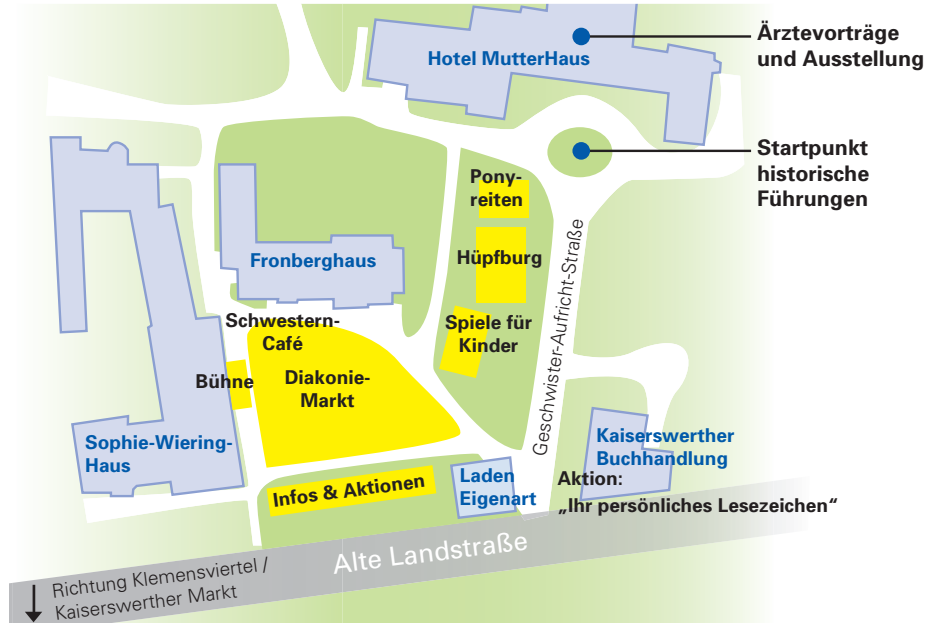 Ärztevorträge
und Ausstellung
Hotel MutterHaus
Startpunkt
historische
Führungen
Pony-
reiten
Hüpfburg
Fronberghaus
Geschwister-Aufricht-Straße
Schwestern-
Café
Spiele für
Kinder
Bühne
Diakonie-
Markt
Sophie-Wiering-
Haus
Kaiserswerther
Buchhandlung
Laden
Eigenart
Aktion:
„Ihr persönliches Lesezeichen“
Infos & Aktionen
Alte Landstraße
Richtung Klemensviertel /
Kaiserswerther Markt